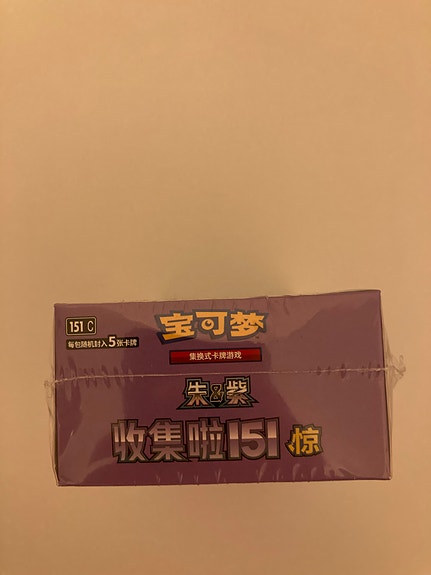 宝可梦
151 C
每包随机封入5张卡牌
集换式卡牌游戏
朱&紫
收集啦151 惊